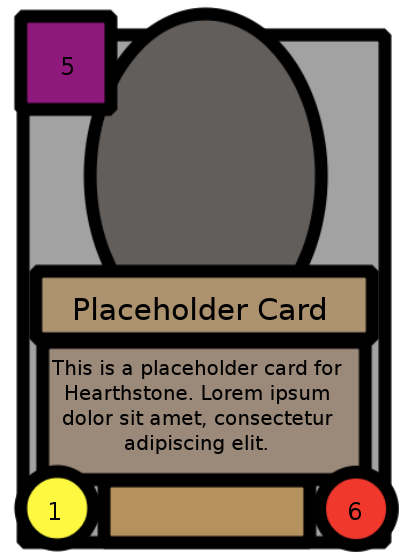 5
Placeholder Card
This is a placeholder card for
Hearthstone. Lorem ipsum
dolor sit amet, consectetur
adipiscing elit.
1
6